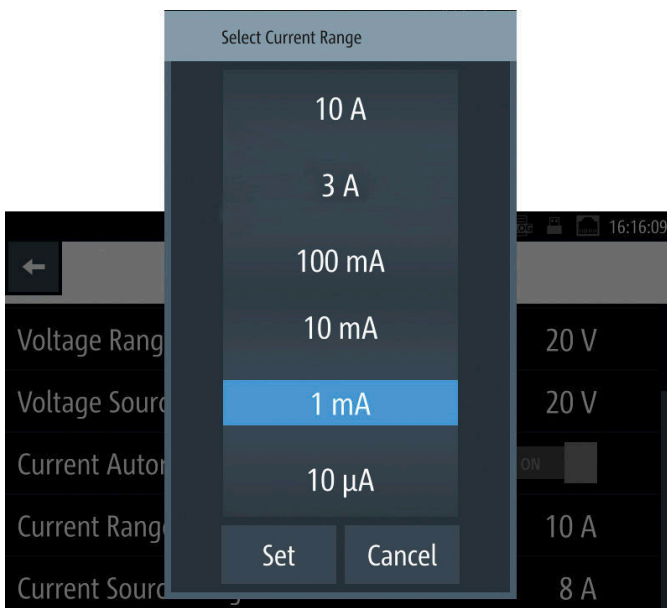 Select Current Range
10 A
3 A
100 mA
16:16:09
10 mA
Voltage Rang 20 V
1 mA
Voltage Sourc 20 V
10 µA
Current Autor ON
Current Rang 10 A
Set Cancel
Current Sourc 8 A